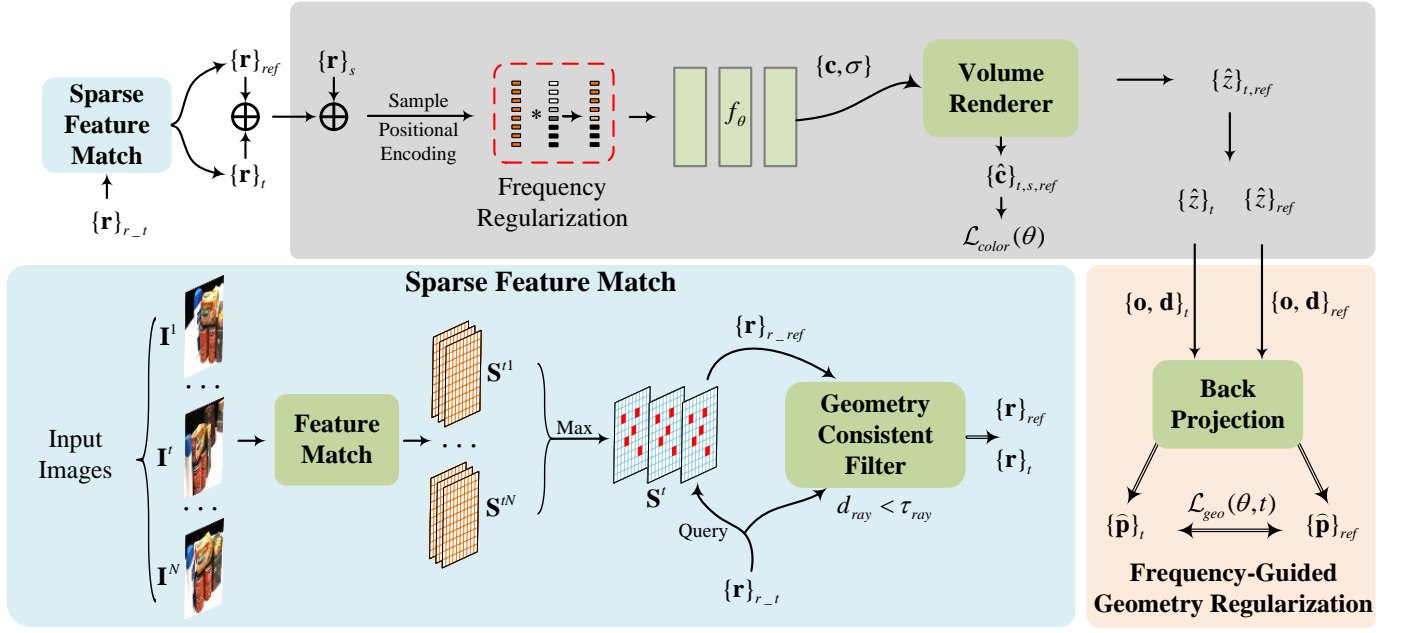 Sparse
Feature
Match
{r}_{r_t}
{r}_{ref}
{r}_t
{r}_s
Sample
Positional
Encoding
*
Frequency
Regularization
f_θ
{c, σ}
Volume
Renderer
{ĉ}_{t,s,ref}
ℒ_{color}(θ)
{ẑ}_{t,ref}
{ẑ}_t {ẑ}_{ref}
Sparse Feature Match
Input
Images
I^1
...
I^t
...
I^N
Feature
Match
S^{t1}
...
S^{tN}
Max
S^t
{r}_{r_ref}
Query
{r}_{r_t}
Geometry
Consistent
Filter
d_{ray} < τ_{ray}
{r}_{ref}
{r}_t
{o, d}_t {o, d}_{ref}
Back
Projection
ℒ_{geo}(θ,t)
{p̂}_t {p̂}_{ref}
Frequency-Guided
Geometry Regularization